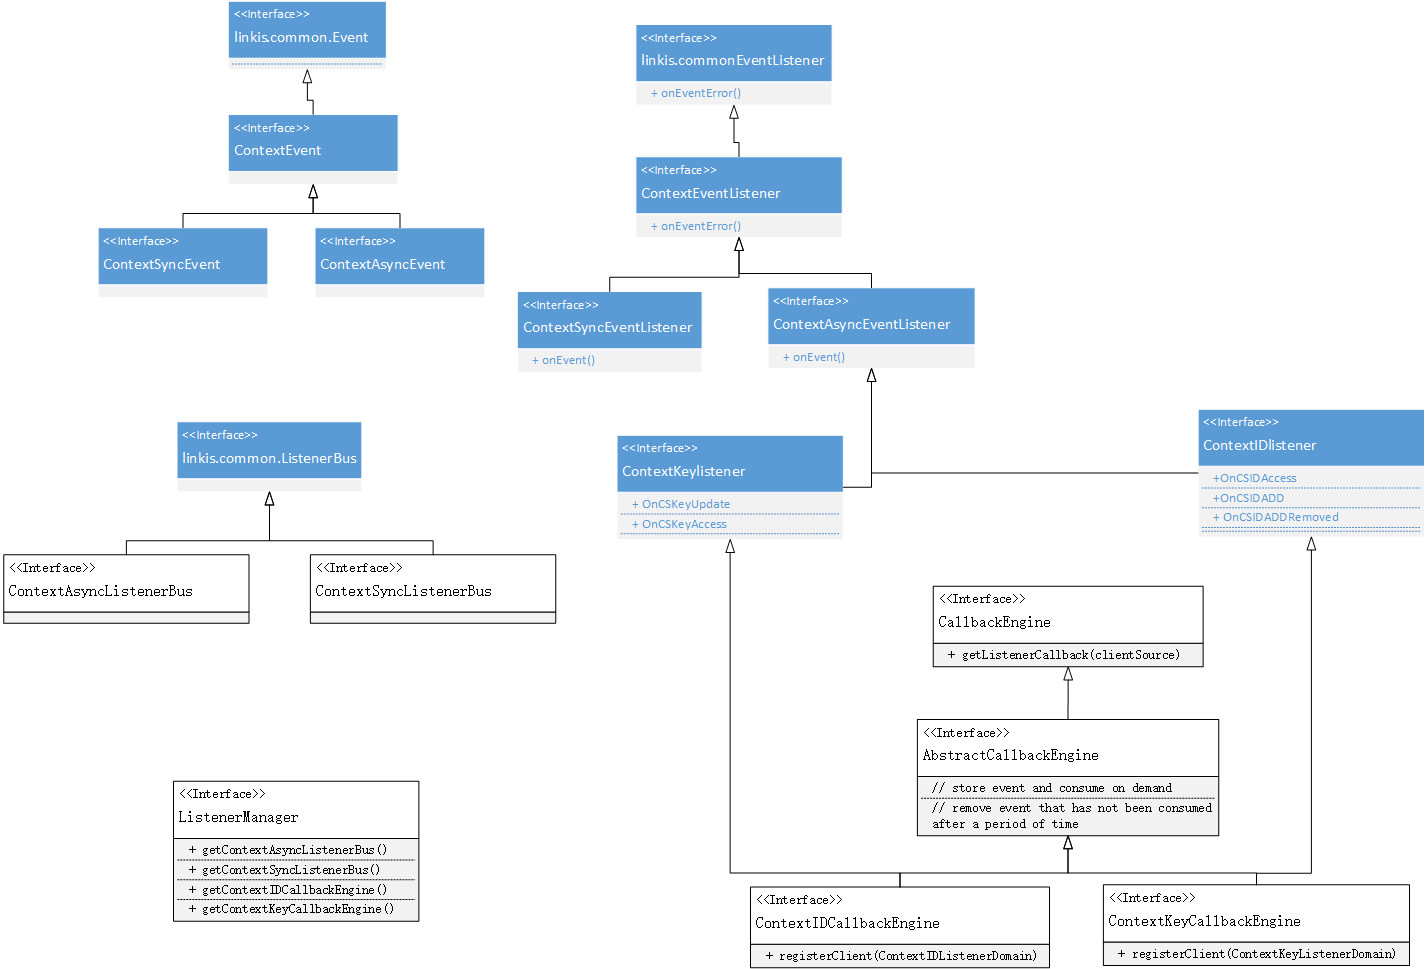 <<Interface>>
linkis.common.Event
<<Interface>>
ContextEvent
<<Interface>>
ContextSyncEvent
<<Interface>>
ContextAsyncEvent
<<Interface>>
linkis.commonEventListener
+ onEventError()
<<Interface>>
ContextEventListener
+ onEventError()
<<Interface>>
ContextSyncEventListener
+ onEvent()
<<Interface>>
ContextAsyncEventListener
+ onEvent()
<<Interface>>
linkis.common.ListenerBus
<<Interface>>
ContextAsyncListenerBus
<<Interface>>
ContextSyncListenerBus
<<Interface>>
ContextKeylistener
+ OnCSKeyUpdate
+ OnCSKeyAccess
<<Interface>>
ContextIDlistener
+OnCSIDAccess
+OnCSIDADD
+ OnCSIDADDRemoved
<<Interface>>
CallbackEngine
+ getListenerCallback(clientSource)
<<Interface>>
AbstractCallbackEngine
// store event and consume on demand
// remove event that has not been consumed
after a period of time
<<Interface>>
ListenerManager
+ getContextAsyncListenerBus()
+ getContextSyncListenerBus()
+ getContextIDCallbackEngine()
+ getContextKeyCallbackEngine()
<<Interface>>
ContextIDCallbackEngine
+ registerClient(ContextIDListenerDomain)
<<Interface>>
ContextKeyCallbackEngine
+ registerClient(ContextKeyListenerDomain)